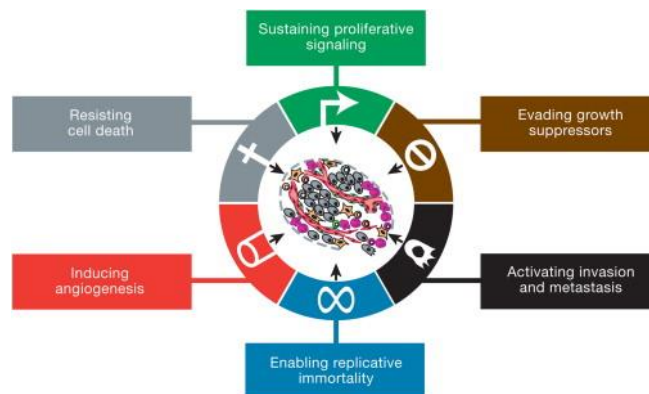 Sustaining proliferative
signaling
Resisting
cell death
Evading growth
suppressors
Inducing
angiogenesis
Activating invasion
and metastasis
Enabling replicative
immortality